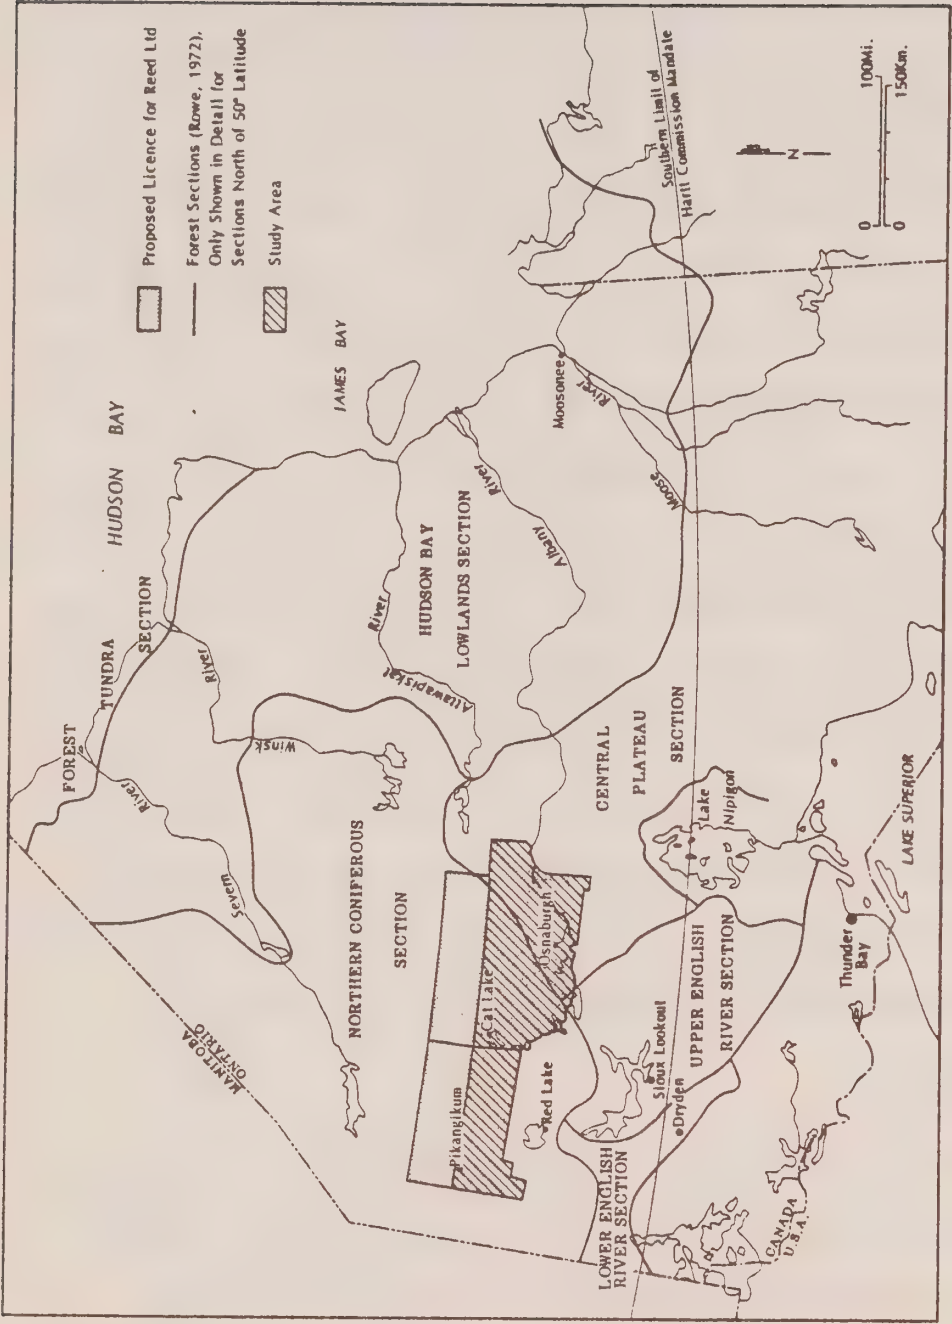 Proposed Licence for Reed Ltd
Forest Sections (Rowe, 1972),
Only Shown in Detail for
Sections North of 50° Latitude
Study Area
HUDSON BAY
JAMES BAY
FOREST
TUNDRA
SECTION
River
Severn
River
Winsk
MANITOBA
ONTARIO
NORTHERN CONIFEROUS
SECTION
River
Attawapiskat
HUDSON BAY
LOWLANDS SECTION
River
Albany
Moosonee
River
Moose
Pikangikum
Cat Lake
Osnaburgh
Red Lake
CENTRAL
PLATEAU
SECTION
Lake
Nipigon
LOWER ENGLISH
RIVER SECTION
Sioux Lookout
Dryden
UPPER ENGLISH
RIVER SECTION
Thunder
Bay
LAKE SUPERIOR
CANADA
U.S.A.
Southern Limit of
Hartt Commission Mandate
N
0 100Mi.
0 150Km.